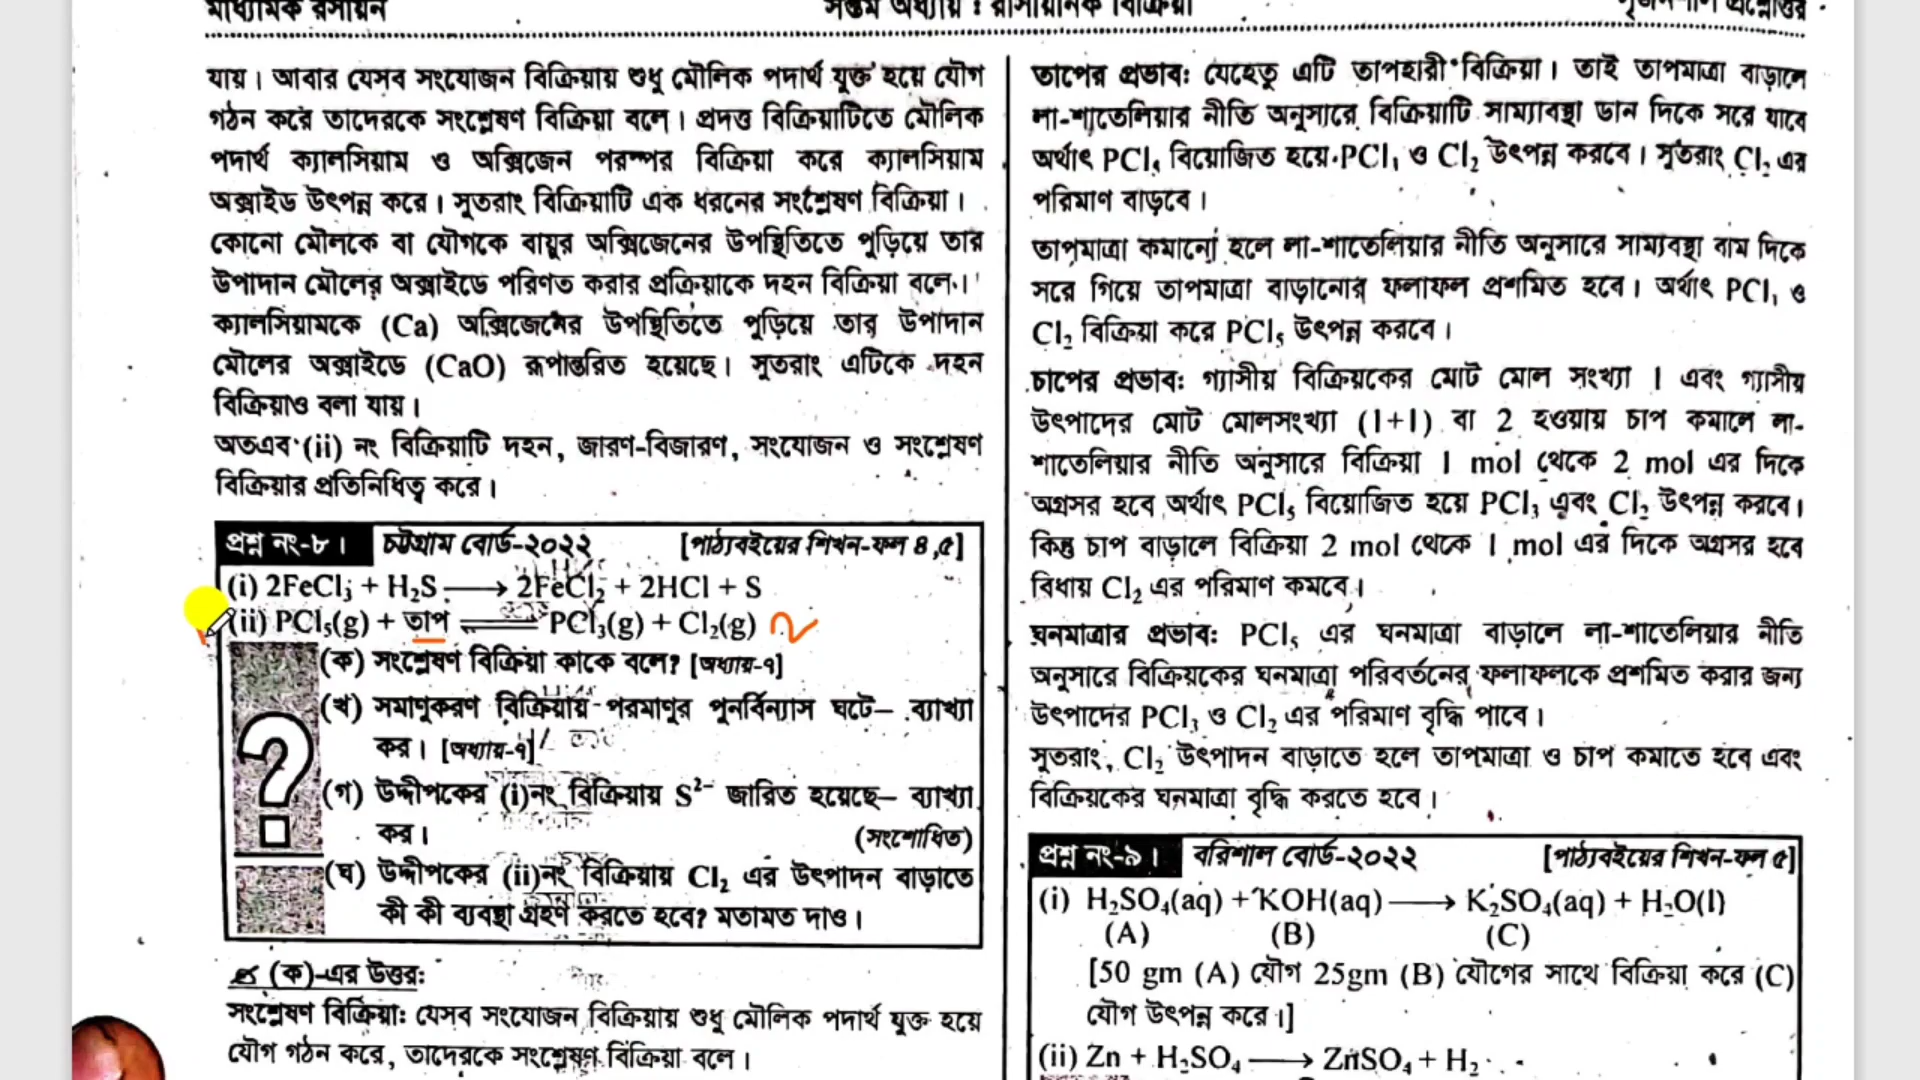 মাধ্যমিক রসায়ন
সপ্তম অধ্যায় : রাসায়নিক বিক্রিয়া
সৃজনশীল প্রশ্নোত্তর
যায়। আবার যেসব সংযোজন বিক্রিয়ায় শুধু মৌলিক পদার্থ যুক্ত হয়ে যৌগ
গঠন করে তাদেরকে সংশ্লেষণ বিক্রিয়া বলে। প্রদত্ত বিক্রিয়াটিতে মৌলিক
পদার্থ ক্যালসিয়াম ও অক্সিজেন পরস্পর বিক্রিয়া করে ক্যালসিয়াম
অক্সাইড উৎপন্ন করে। সুতরাং বিক্রিয়াটি এক ধরনের সংশ্লেষণ বিক্রিয়া।
কোনো মৌলকে বা যৌগকে বায়ুর অক্সিজেনের উপস্থিতিতে পুড়িয়ে তার
উপাদান মৌলের অক্সাইডে পরিণত করার প্রক্রিয়াকে দহন বিক্রিয়া বলে।
ক্যালসিয়ামকে (Ca) অক্সিজেনের উপস্থিতিতে পুড়িয়ে তার উপাদান
মৌলের অক্সাইডে (CaO) রূপান্তরিত হয়েছে। সুতরাং এটিকে দহন
বিক্রিয়াও বলা যায়।
অতএব (ii) নং বিক্রিয়াটি দহন, জারণ-বিজারণ, সংযোজন ও সংশ্লেষণ
বিক্রিয়ার প্রতিনিধিত্ব করে।
প্রশ্ন নং-৮। চট্টগ্রাম বোর্ড-২০২২ [পাঠ্যবইয়ের শিখন-ফল ৪,৫]
(i) 2FeCl₃ + H₂S ⟶ 2FeCl₂ + 2HCl + S
(ii) PCl₅(g) + তাপ ⇌ PCl₃(g) + Cl₂(g)
(ক) সংশ্লেষণ বিক্রিয়া কাকে বলে? [অধ্যায়-৭]
(খ) সমাণুকরণ বিক্রিয়ায় পরমাণুর পুনর্বিন্যাস ঘটে– ব্যাখ্যা
কর। [অধ্যায়-৭]
(গ) উদ্দীপকের (i)নং বিক্রিয়ায় S²⁻ জারিত হয়েছে– ব্যাখ্যা
কর। (সংশোধিত)
(ঘ) উদ্দীপকের (ii)নং বিক্রিয়ায় Cl₂ এর উৎপাদন বাড়াতে
কী কী ব্যবস্থা গ্রহণ করতে হবে? মতামত দাও।
(ক)-এর উত্তর:
সংশ্লেষণ বিক্রিয়া: যেসব সংযোজন বিক্রিয়ায় শুধু মৌলিক পদার্থ যুক্ত হয়ে
যৌগ গঠন করে, তাদেরকে সংশ্লেষণ বিক্রিয়া বলে।
তাপের প্রভাব: যেহেতু এটি তাপহারী বিক্রিয়া। তাই তাপমাত্রা বাড়ালে
লা-শাতেলিয়ার নীতি অনুসারে বিক্রিয়াটি সাম্যাবস্থা ডান দিকে সরে যাবে
অর্থাৎ PCl₅ বিয়োজিত হয়ে PCl₃ ও Cl₂ উৎপন্ন করবে। সুতরাং Cl₂ এর
পরিমাণ বাড়বে।
তাপমাত্রা কমানো হলে লা-শাতেলিয়ার নীতি অনুসারে সাম্যবস্থা বাম দিকে
সরে গিয়ে তাপমাত্রা বাড়ানোর ফলাফল প্রশমিত হবে। অর্থাৎ PCl₃ ও
Cl₂ বিক্রিয়া করে PCl₅ উৎপন্ন করবে।
চাপের প্রভাব: গ্যাসীয় বিক্রিয়কের মোট মোল সংখ্যা 1 এবং গ্যাসীয়
উৎপাদের মোট মোলসংখ্যা (1+1) বা 2 হওয়ায় চাপ কমালে লা-
শাতেলিয়ার নীতি অনুসারে বিক্রিয়া 1 mol থেকে 2 mol এর দিকে
অগ্রসর হবে অর্থাৎ PCl₅ বিয়োজিত হয়ে PCl₃ এবং Cl₂ উৎপন্ন করবে।
কিন্তু চাপ বাড়ালে বিক্রিয়া 2 mol থেকে 1 mol এর দিকে অগ্রসর হবে
বিধায় Cl₂ এর পরিমাণ কমবে।
ঘনমাত্রার প্রভাব: PCl₅ এর ঘনমাত্রা বাড়ালে লা-শাতেলিয়ার নীতি
অনুসারে বিক্রিয়কের ঘনমাত্রা পরিবর্তনের ফলাফলকে প্রশমিত করার জন্য
উৎপাদের PCl₃ ও Cl₂ এর পরিমাণ বৃদ্ধি পাবে।
সুতরাং, Cl₂ উৎপাদন বাড়াতে হলে তাপমাত্রা ও চাপ কমাতে হবে এবং
বিক্রিয়কের ঘনমাত্রা বৃদ্ধি করতে হবে।
প্রশ্ন নং-৯। বরিশাল বোর্ড-২০২২ [পাঠ্যবইয়ের শিখন-ফল ৫]
(i) H₂SO₄(aq) + KOH(aq) ⟶ K₂SO₄(aq) + H₂O(l)
(A) (B) (C)
[50 gm (A) যৌগ 25gm (B) যৌগের সাথে বিক্রিয়া করে (C)
যৌগ উৎপন্ন করে।]
(ii) Zn + H₂SO₄ ⟶ ZnSO₄ + H₂